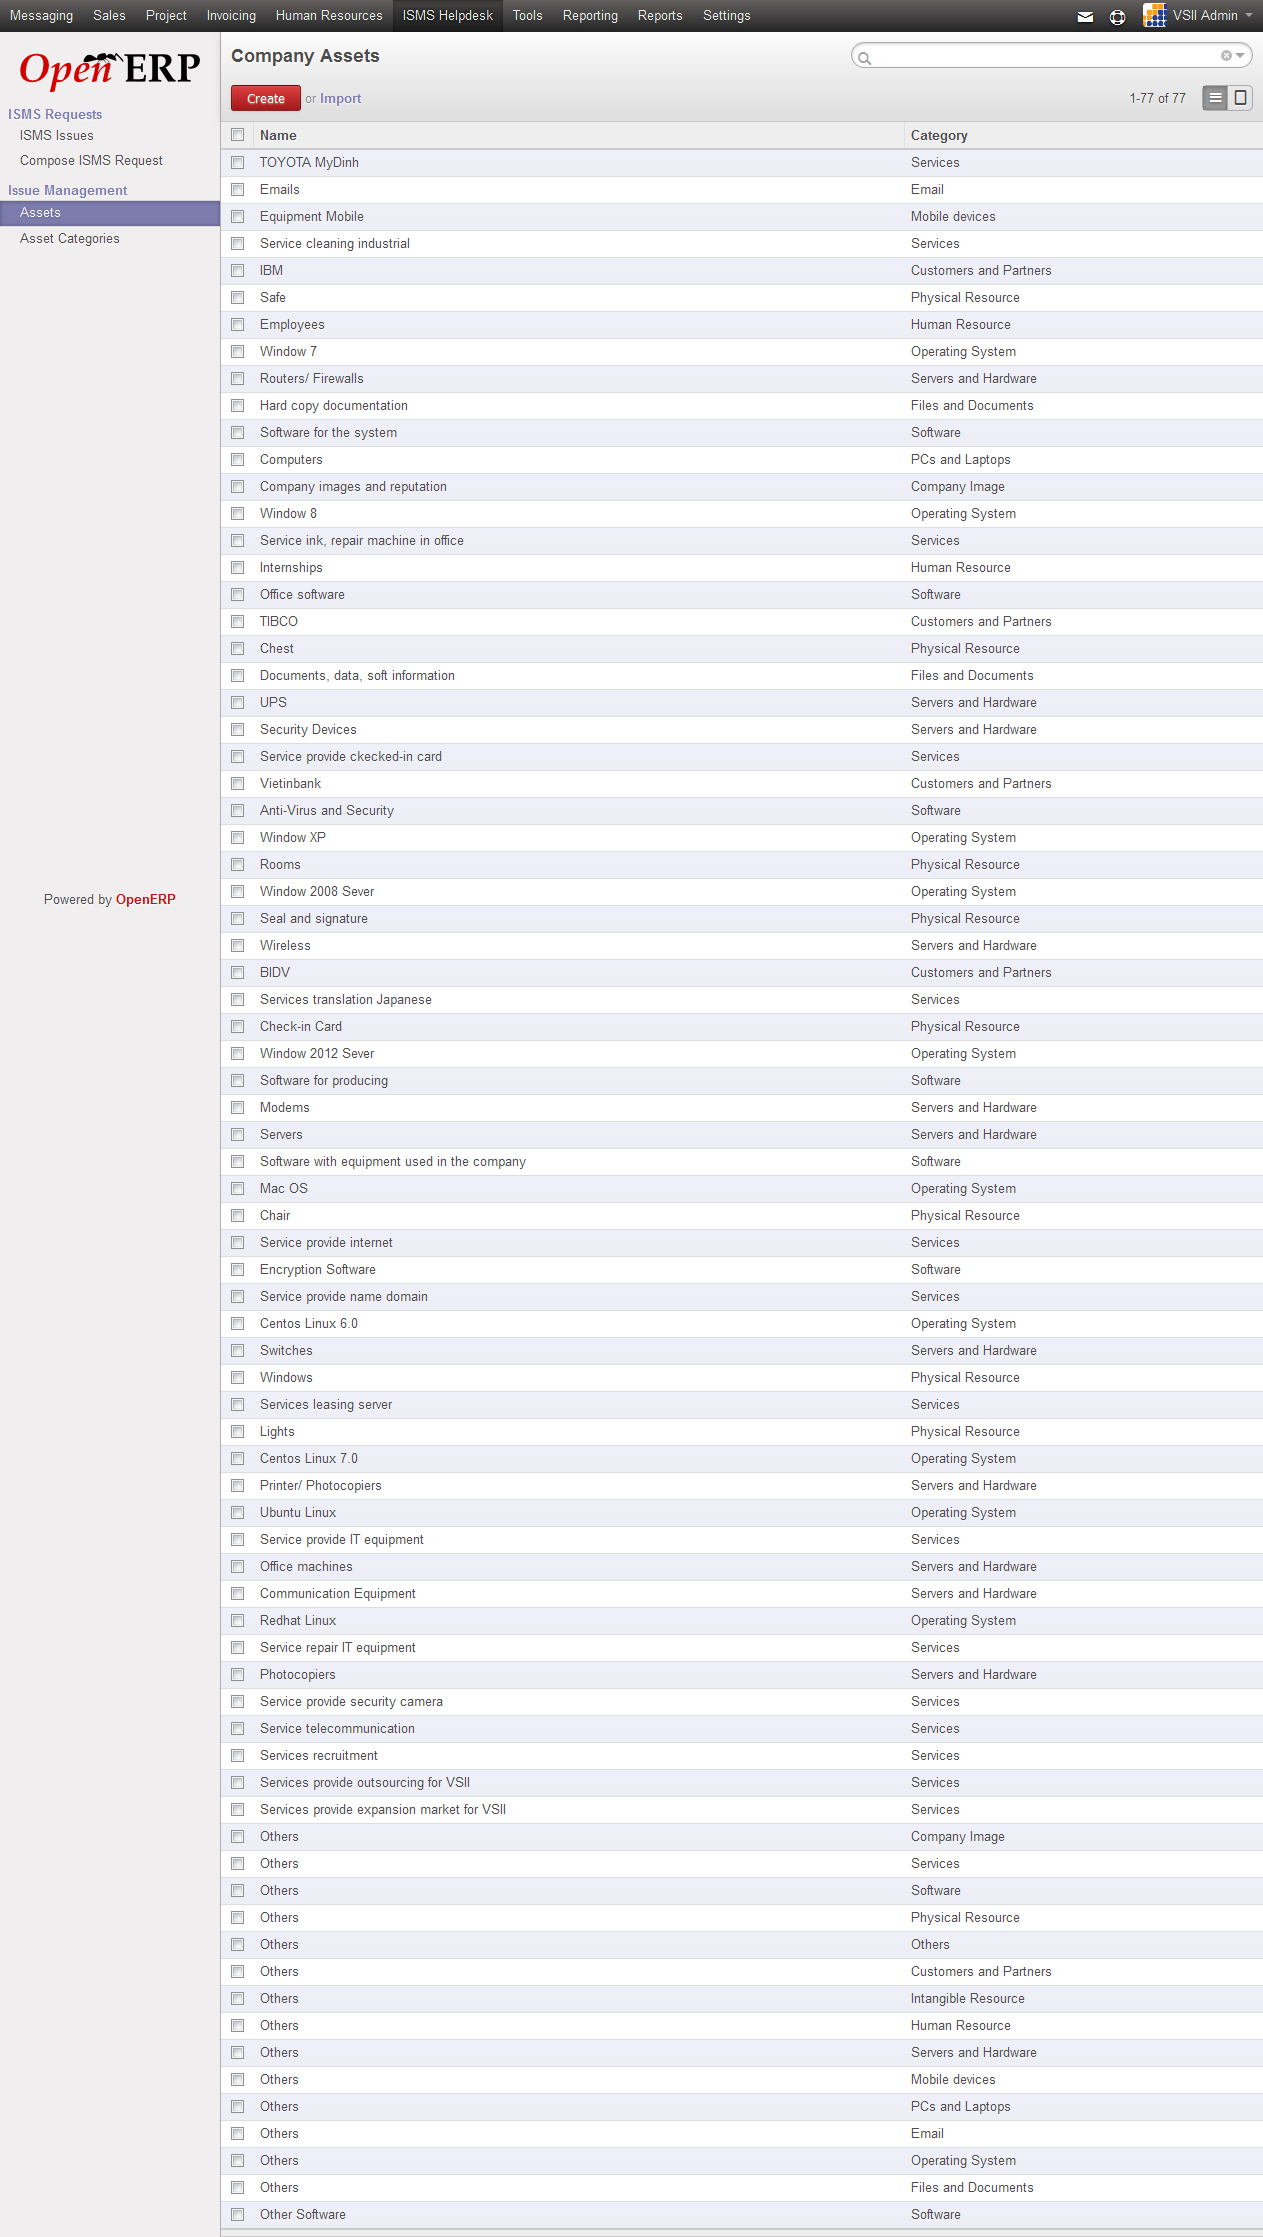 Messaging Sales Project Invoicing Human Resources ISMS Helpdesk Tools Reporting Reports Settings VSII Admin
Open ERP
ISMS Requests
ISMS Issues
Compose ISMS Request
Issue Management
Assets
Asset Categories
Powered by OpenERP
Company Assets
Create or Import 1-77 of 77
Name Category
TOYOTA MyDinh Services
Emails Email
Equipment Mobile Mobile devices
Service cleaning industrial Services
IBM Customers and Partners
Safe Physical Resource
Employees Human Resource
Window 7 Operating System
Routers/ Firewalls Servers and Hardware
Hard copy documentation Files and Documents
Software for the system Software
Computers PCs and Laptops
Company images and reputation Company Image
Window 8 Operating System
Service ink, repair machine in office Services
Internships Human Resource
Office software Software
TIBCO Customers and Partners
Chest Physical Resource
Documents, data, soft information Files and Documents
UPS Servers and Hardware
Security Devices Servers and Hardware
Service provide ckecked-in card Services
Vietinbank Customers and Partners
Anti-Virus and Security Software
Window XP Operating System
Rooms Physical Resource
Window 2008 Sever Operating System
Seal and signature Physical Resource
Wireless Servers and Hardware
BIDV Customers and Partners
Services translation Japanese Services
Check-in Card Physical Resource
Window 2012 Sever Operating System
Software for producing Software
Modems Servers and Hardware
Servers Servers and Hardware
Software with equipment used in the company Software
Mac OS Operating System
Chair Physical Resource
Service provide internet Services
Encryption Software Software
Service provide name domain Services
Centos Linux 6.0 Operating System
Switches Servers and Hardware
Windows Physical Resource
Services leasing server Services
Lights Physical Resource
Centos Linux 7.0 Operating System
Printer/ Photocopiers Servers and Hardware
Ubuntu Linux Operating System
Service provide IT equipment Services
Office machines Servers and Hardware
Communication Equipment Servers and Hardware
Redhat Linux Operating System
Service repair IT equipment Services
Photocopiers Servers and Hardware
Service provide security camera Services
Service telecommunication Services
Services recruitment Services
Services provide outsourcing for VSII Services
Services provide expansion market for VSII Services
Others Company Image
Others Services
Others Software
Others Physical Resource
Others Others
Others Customers and Partners
Others Intangible Resource
Others Human Resource
Others Servers and Hardware
Others Mobile devices
Others PCs and Laptops
Others Email
Others Operating System
Others Files and Documents
Other Software Software